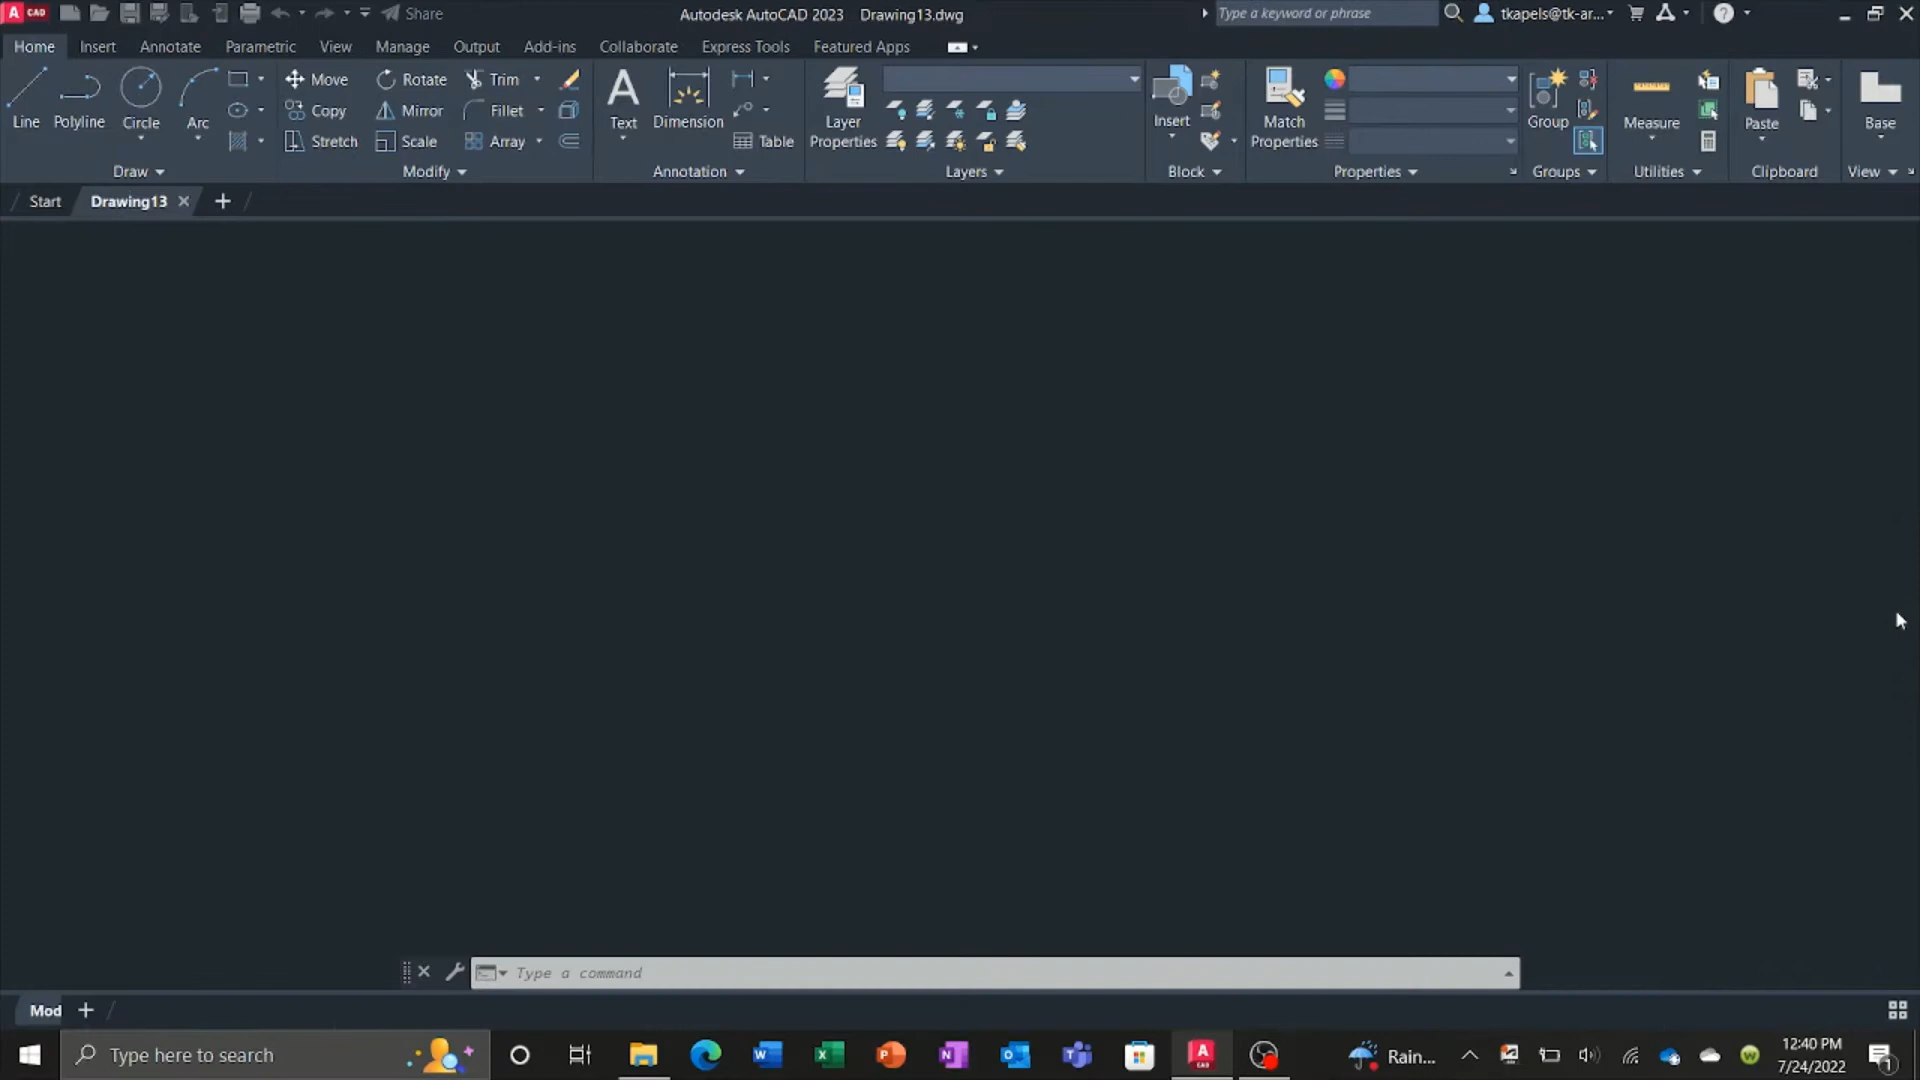 A CAD Share Autodesk AutoCAD 2023 Drawing13.dwg Type a keyword or phrase tkapels@tk-ar...
Home Insert Annotate Parametric View Manage Output Add-ins Collaborate Express Tools Featured Apps
Move Rotate Trim
Line Polyline Circle Arc Copy Mirror Fillet Text Dimension Layer Insert Match Group Measure Paste Base
Stretch Scale Array Table Properties Properties
Draw Modify Annotation Layers Block Properties Groups Utilities Clipboard View
Start Drawing13
Type a command
Mod
Type here to search Rain... 12:40 PM
7/24/2022
1